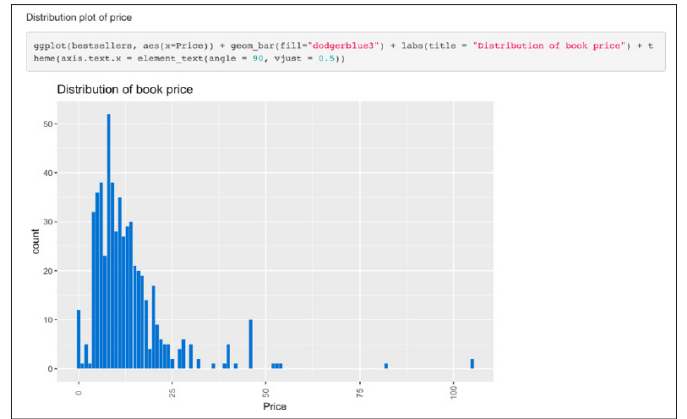 Distribution plot of price
ggplot(bestsellers, aes(x=Price)) + geom_bar(fill="dodgerblue3") + labs(title = "Distribution of book price") + t
heme(axis.text.x = element_text(angle = 90, vjust = 0.5))
Distribution of book price
50
40
30
20
10
0
count
0
25
50
75
100
Price